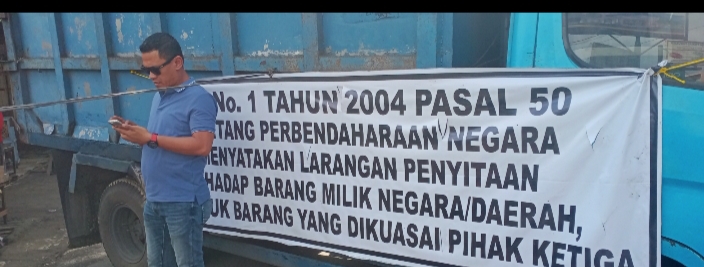 No. 1 TAHUN 2004 PASAL 50
TANG PERBENDAHARAAN NEGARA
ENYATAKAN LARANGAN PENYITAAN
HADAP BARANG MILIK NEGARA/DAERAH,
UK BARANG YANG DIKUASAI PIHAK KETIGA